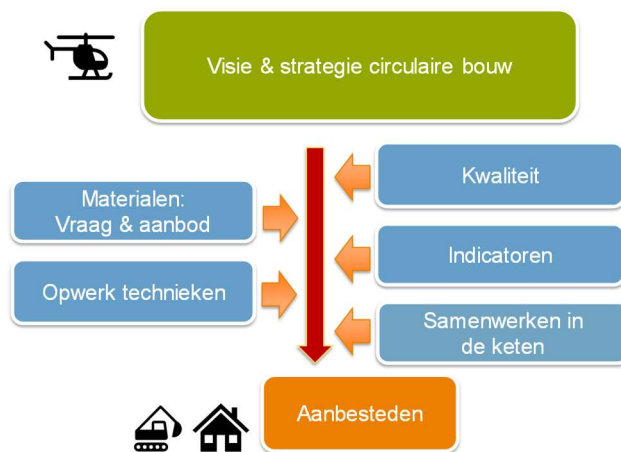 Visie & strategie circulaire bouw
Kwaliteit
Materialen:
Vraag & aanbod
Indicatoren
Opwerk technieken
Samenwerken in
de keten
Aanbesteden